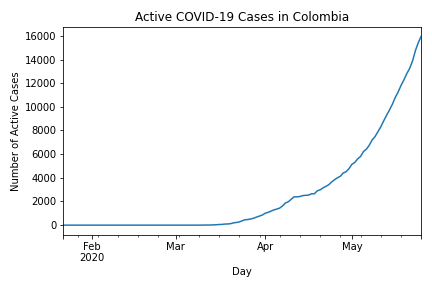 Active COVID-19 Cases in Colombia
Number of Active Cases
16000
14000
12000
10000
8000
6000
4000
2000
0
Feb
2020
Mar
Apr
May
Day